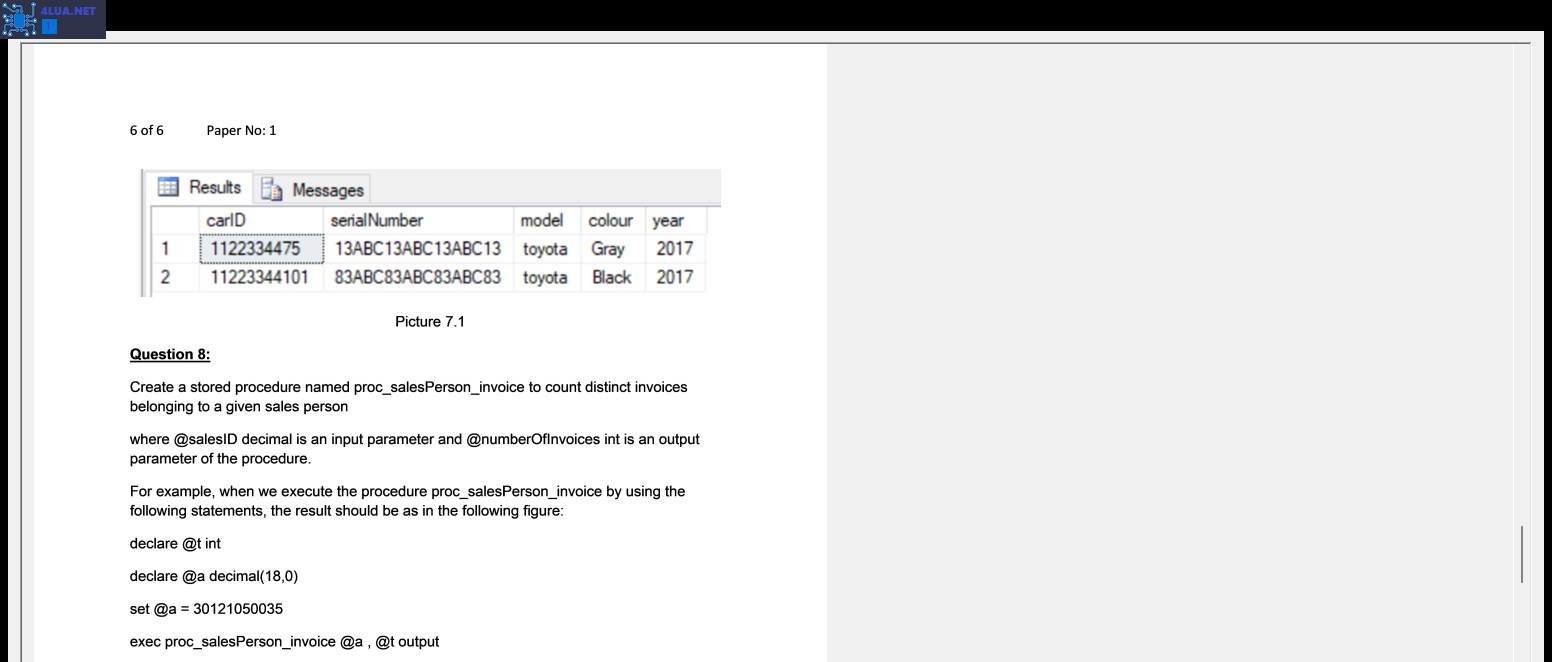 4LUA.NET
6 of 6 Paper No: 1
Results Messages
carID serialNumber model colour year
1 1122334475 13ABC13ABC13ABC13 toyota Gray 2017
2 11223344101 83ABC83ABC83ABC83 toyota Black 2017
Picture 7.1
Question 8:
Create a stored procedure named proc_salesPerson_invoice to count distinct invoices
belonging to a given sales person
where @salesID decimal is an input parameter and @numberOfInvoices int is an output
parameter of the procedure.
For example, when we execute the procedure proc_salesPerson_invoice by using the
following statements, the result should be as in the following figure:
declare @t int
declare @a decimal(18,0)
set @a = 30121050035
exec proc_salesPerson_invoice @a , @t output